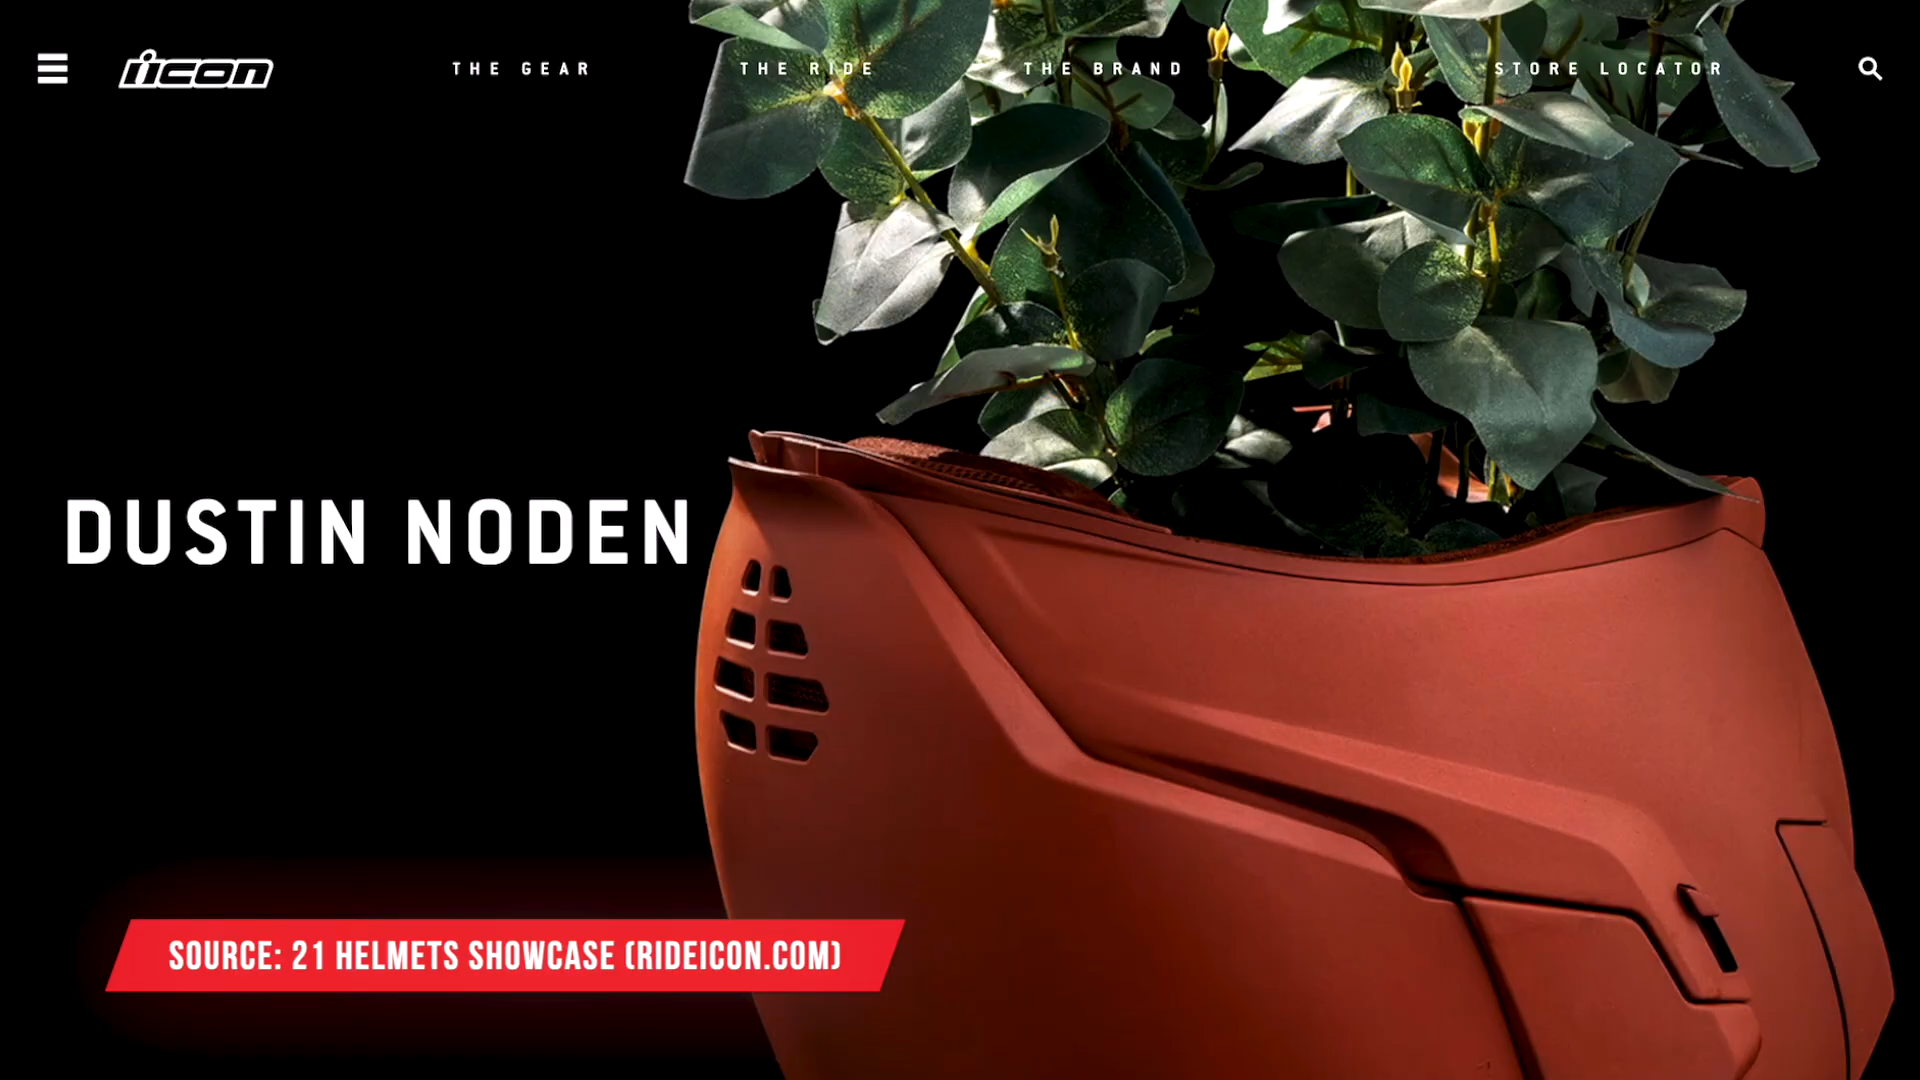 icon
THE GEAR
THE RIDE
THE BRAND
STORE LOCATOR
DUSTIN NODEN
SOURCE: 21 HELMETS SHOWCASE (RIDEICON.COM)